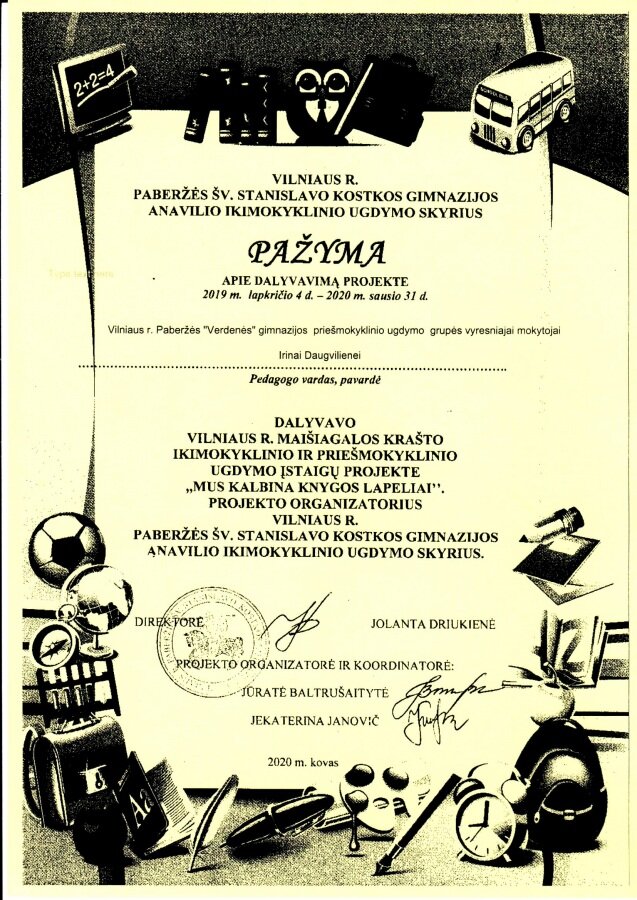 2+2=4
SCHOOL BUS
VILNIAUS R.
PABERŽĖS ŠV. STANISLAVO KOSTKOS GIMNAZIJOS
ANAVILIO IKIMOKYKLINIO UGDYMO SKYRIUS
PAŽYMA
APIE DALYVAVIMĄ PROJEKTE
2019 m. lapkričio 4 d. – 2020 m. sausio 31 d.
Vilniaus r. Paberžės "Verdenės" gimnazijos priešmokyklinio ugdymo grupės vyresniajai mokytojai
Irinai Daugvilienei
Pedagogo vardas, pavardė
DALYVAVO
VILNIAUS R. MAIŠIAGALOS KRAŠTO
IKIMOKYKLINIO IR PRIEŠMOKYKLINIO
UGDYMO ĮSTAIGŲ PROJEKTE
„MUS KALBINA KNYGOS LAPELIAI’’.
PROJEKTO ORGANIZATORIUS
VILNIAUS R.
PABERŽĖS ŠV. STANISLAVO KOSTKOS GIMNAZIJOS
ANAVILIO IKIMOKYKLINIO UGDYMO SKYRIUS.
DIREKTORĖ JOLANTA DRIUKIENĖ
PROJEKTO ORGANIZATORĖ IR KOORDINATORĖ:
JŪRATĖ BALTRUŠAITYTĖ
JEKATERINA JANOVIČ
2020 m. kovas